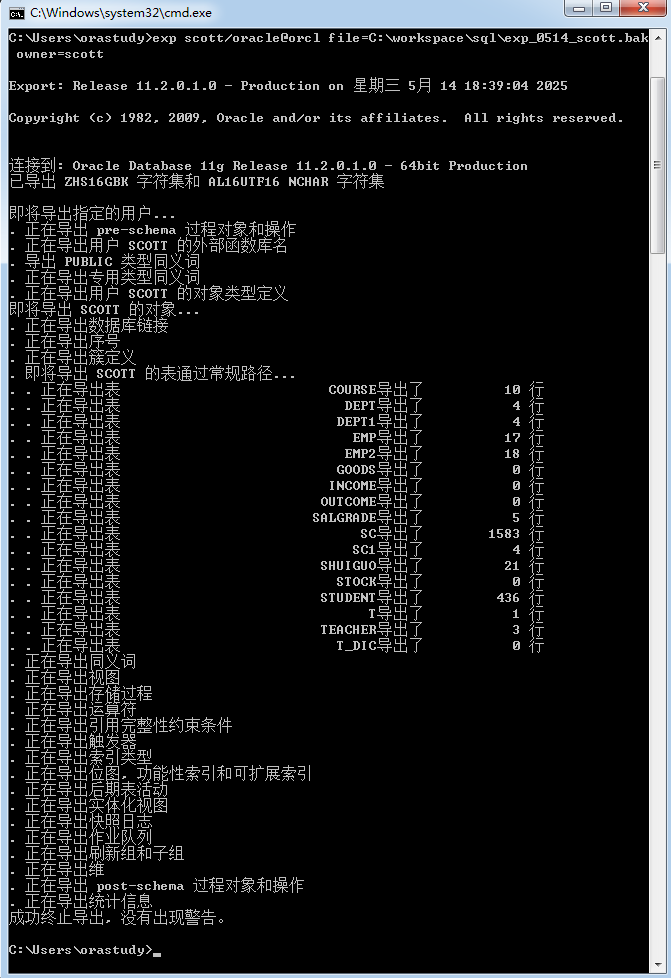 C:\Windows\system32\cmd.exe
C:\Users\orastudy>exp scott/oracle@orcl file=C:\workspace\sql\exp_0514_scott.bak
 owner=scott
Export: Release 11.2.0.1.0 - Production on 星期三 5月 14 18:39:04 2025
Copyright (c) 1982, 2009, Oracle and/or its affiliates.  All rights reserved.
连接到: Oracle Database 11g Release 11.2.0.1.0 - 64bit Production
已导出 ZHS16GBK 字符集和 AL16UTF16 NCHAR 字符集
即将导出指定的用户...
. 正在导出 pre-schema 过程对象和操作
. 正在导出用户 SCOTT 的外部函数库名
. 导出 PUBLIC 类型同义词
. 正在导出专用类型同义词
. 正在导出用户 SCOTT 的对象类型定义
即将导出 SCOTT 的对象...
. 正在导出数据库链接
. 正在导出序号
. 正在导出簇定义
. 即将导出 SCOTT 的表通过常规路径...
. . 正在导出表                          COURSE导出了          10 行
. . 正在导出表                            DEPT导出了           4 行
. . 正在导出表                           DEPT1导出了           4 行
. . 正在导出表                             EMP导出了          17 行
. . 正在导出表                            EMP2导出了          18 行
. . 正在导出表                           GOODS导出了           0 行
. . 正在导出表                          INCOME导出了           0 行
. . 正在导出表                         OUTCOME导出了           0 行
. . 正在导出表                        SALGRADE导出了           5 行
. . 正在导出表                              SC导出了        1583 行
. . 正在导出表                             SC1导出了           4 行
. . 正在导出表                         SHUIGUO导出了          21 行
. . 正在导出表                           STOCK导出了           0 行
. . 正在导出表                         STUDENT导出了         436 行
. . 正在导出表                               T导出了           1 行
. . 正在导出表                         TEACHER导出了           3 行
. . 正在导出表                           T_DIC导出了           0 行
. 正在导出同义词
. 正在导出视图
. 正在导出存储过程
. 正在导出运算符
. 正在导出引用完整性约束条件
. 正在导出触发器
. 正在导出索引类型
. 正在导出位图, 功能性索引和可扩展索引
. 正在导出后期表活动
. 正在导出实体化视图
. 正在导出快照日志
. 正在导出作业队列
. 正在导出刷新组和子组
. 正在导出维
. 正在导出 post-schema 过程对象和操作
. 正在导出统计信息
成功终止导出, 没有出现警告。
C:\Users\orastudy>_